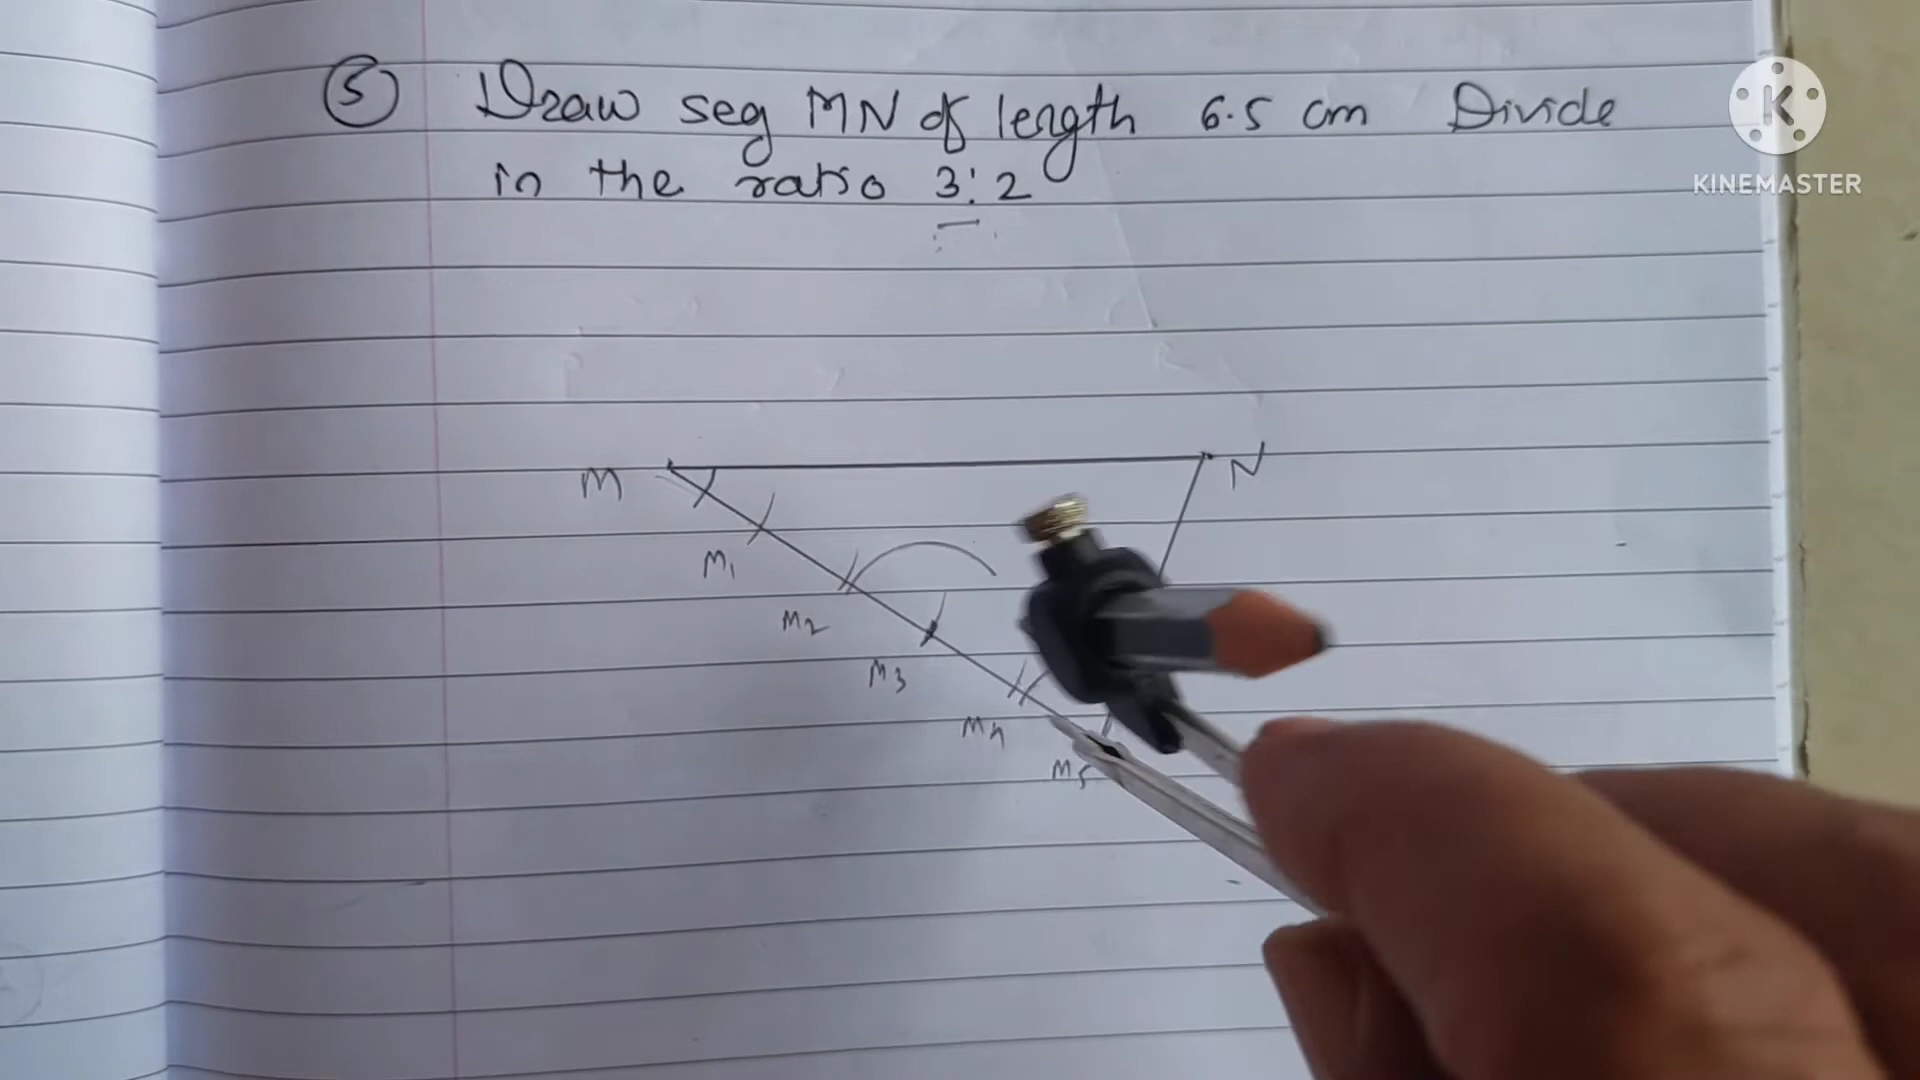 5 Draw seg MN of length 6.5 cm Divide
in the ratio 3:2
K
KINEMASTER
M
N
M1
M2
M3
M4
M5